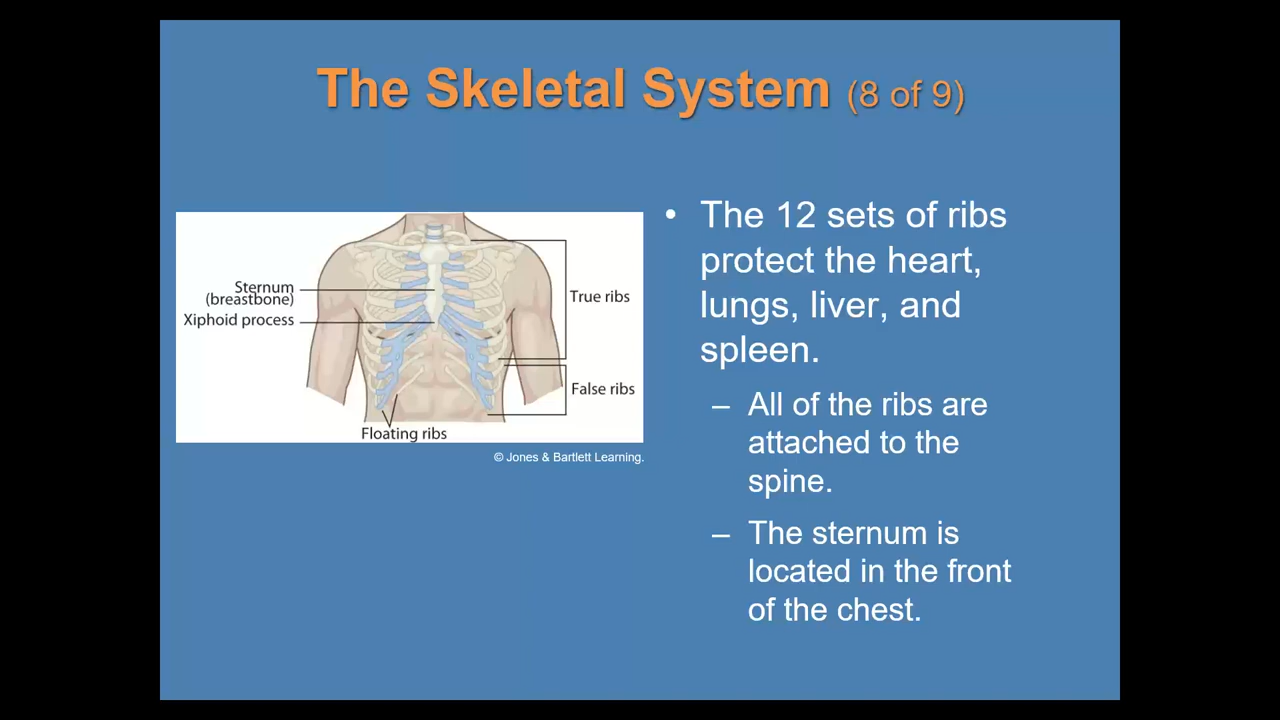 The Skeletal System (8 of 9)
Sternum
(breastbone)
Xiphoid process
True ribs
False ribs
Floating ribs
© Jones & Bartlett Learning.
• The 12 sets of ribs
protect the heart,
lungs, liver, and
spleen.
– All of the ribs are
attached to the
spine.
– The sternum is
located in the front
of the chest.